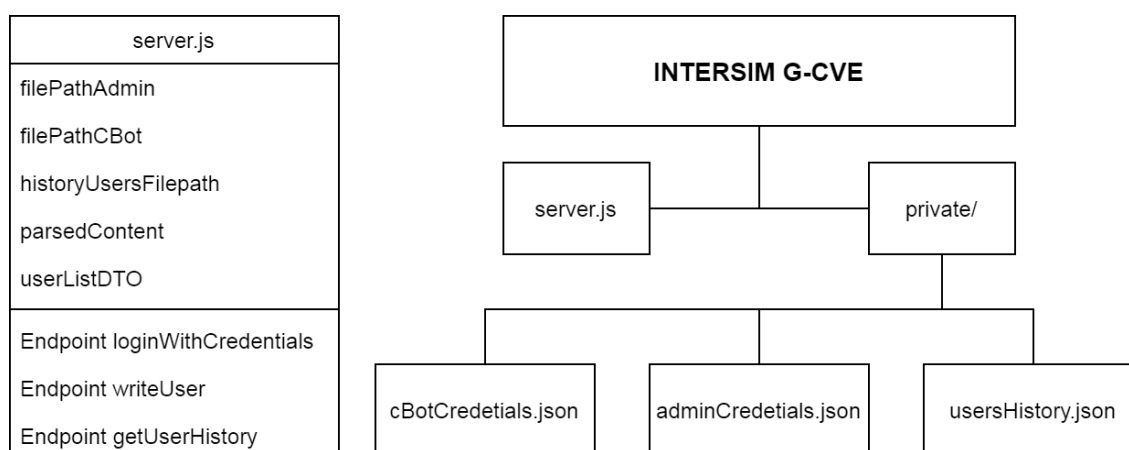 server.js
filePathAdmin
filePathCBot
historyUsersFilepath
parsedContent
userListDTO
Endpoint loginWithCredentials
Endpoint writeUser
Endpoint getUserHistory
INTERSIM G-CVE
server.js
private/
cBotCredetials.json
adminCredetials.json
usersHistory.json